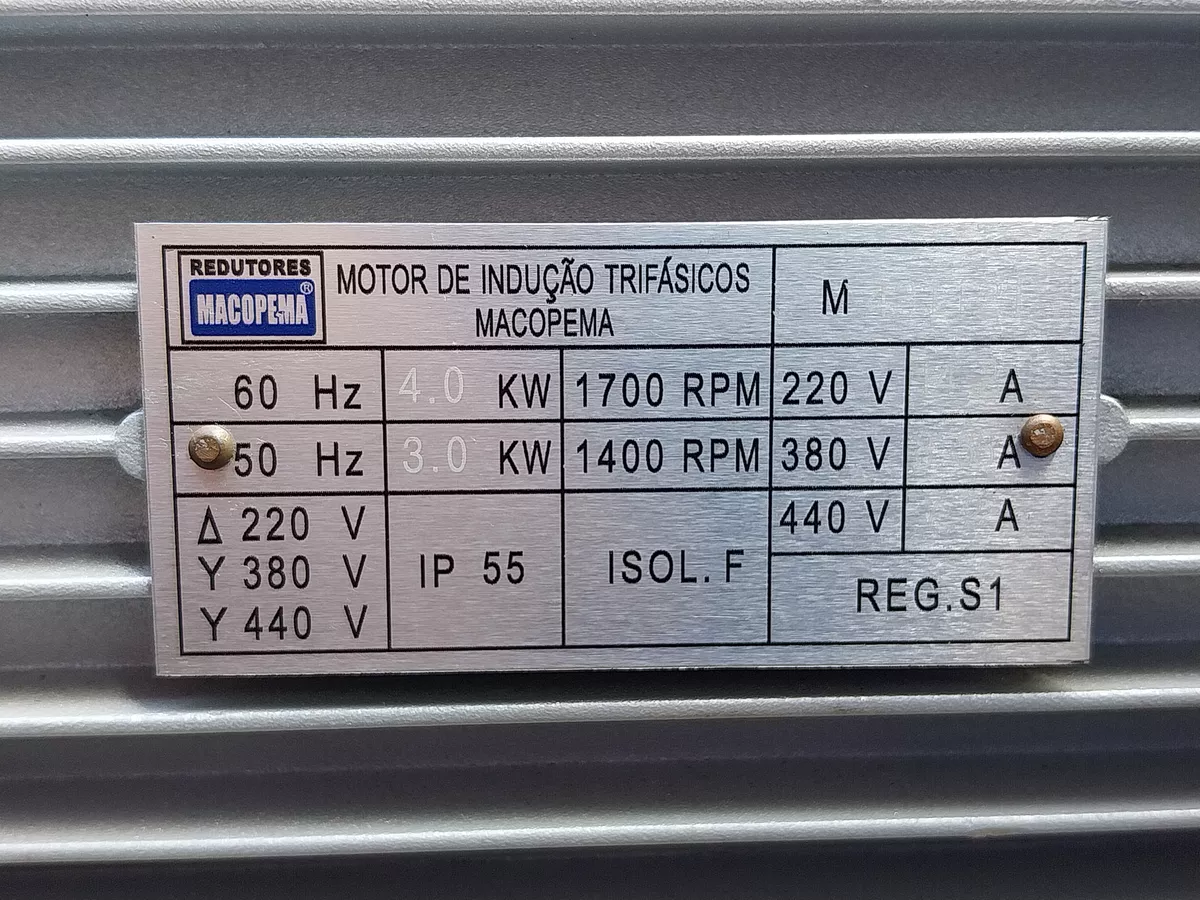 REDUTORES
MACOPEMA®
MOTOR DE INDUÇÃO TRIFÁSICOS
MACOPEMA
M
60 Hz 4.0 KW 1700 RPM 220 V A
50 Hz 3.0 KW 1400 RPM 380 V A
440 V A
Δ 220 V
Y 380 V
Y 440 V
IP 55
ISOL. F
REG.S1